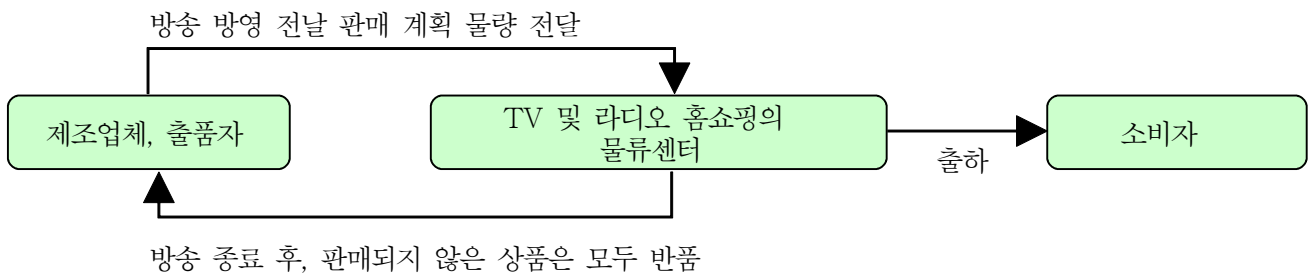 방송 방영 전날 판매 계획 물량 전달
제조업체, 출품자
TV 및 라디오 홈쇼핑의
물류센터
출하
소비자
방송 종료 후, 판매되지 않은 상품은 모두 반품